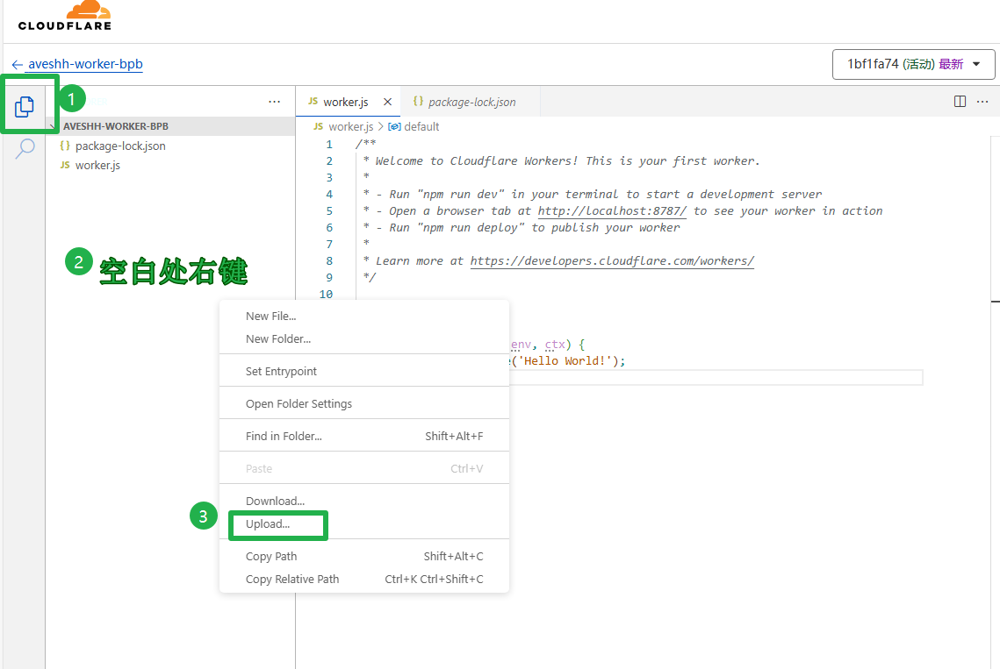 CLOUDFLARE
← aveshh-worker-bpb
1bf1fa74 (活动) 最新
1
...
JS worker.js ×
{} package-lock.json
...
AVESHH-WORKER-BPB
{} package-lock.json
JS worker.js
JS worker.js > default
1 /**
2 * Welcome to Cloudflare Workers! This is your first worker.
3 *
4 * - Run "npm run dev" in your terminal to start a development server
5 * - Open a browser tab at http://localhost:8787/ to see your worker in action
6 * - Run "npm run deploy" to publish your worker
7 *
8 * Learn more at https://developers.cloudflare.com/workers/
9 */
10
2 空白处右键
env, ctx) {
('Hello World!');
New File...
New Folder...
Set Entrypoint
Open Folder Settings
Find in Folder... Shift+Alt+F
Paste Ctrl+V
Download...
3 Upload...
Copy Path Shift+Alt+C
Copy Relative Path Ctrl+K Ctrl+Shift+C